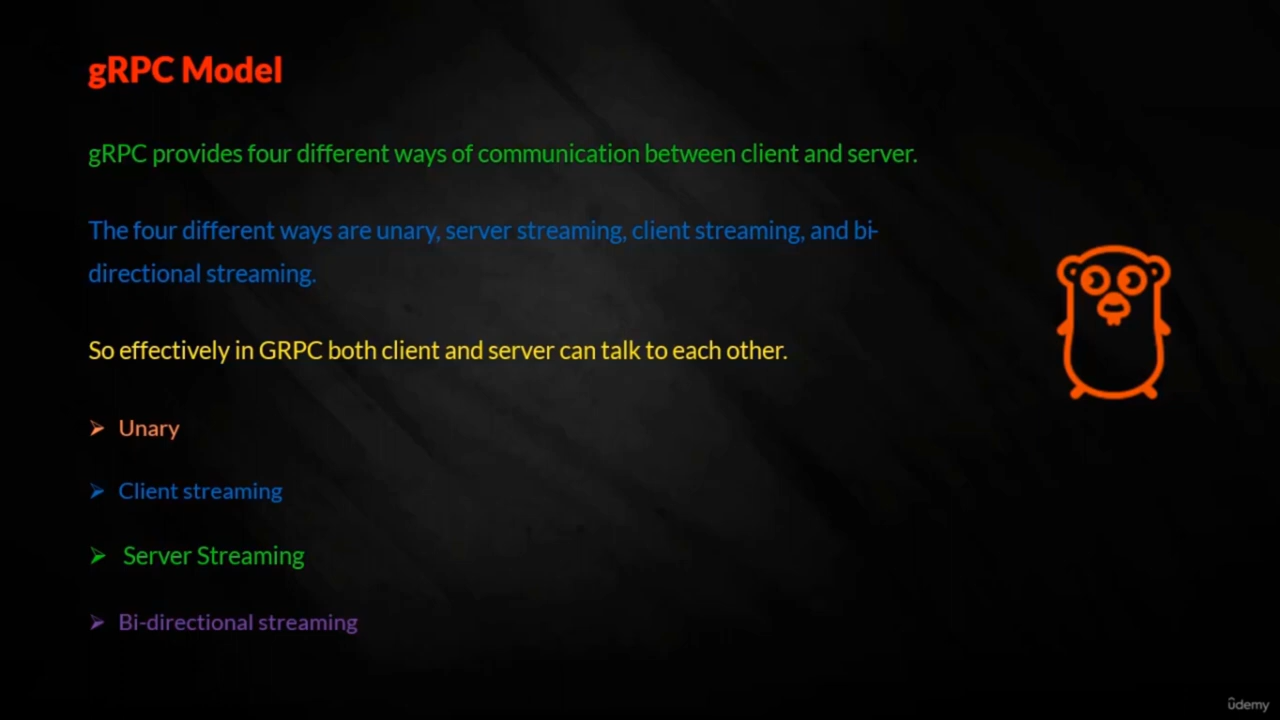 gRPC Model
gRPC provides four different ways of communication between client and server.
The four different ways are unary, server streaming, client streaming, and bi-
directional streaming.
So effectively in GRPC both client and server can talk to each other.
➢ Unary
➢ Client streaming
➢ Server Streaming
➢ Bi-directional streaming
ûdemy